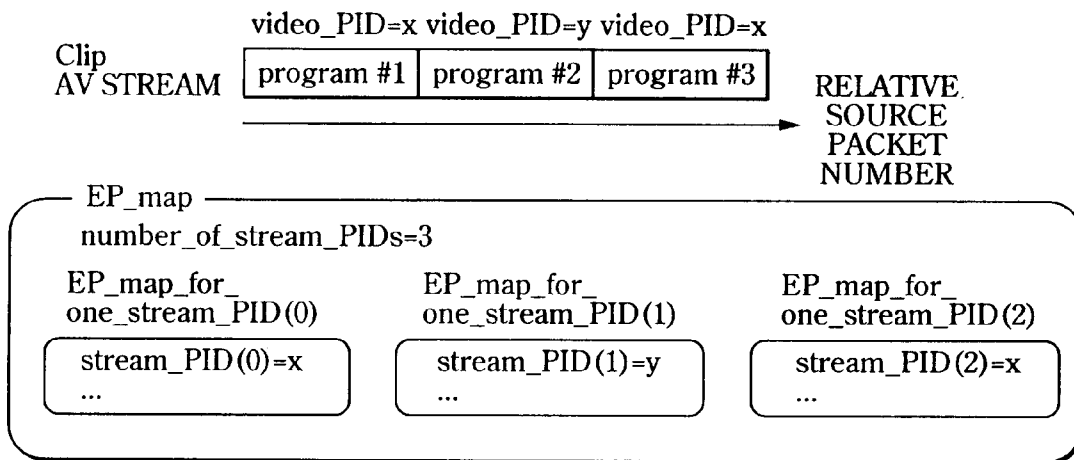 video_PID=x video_PID=y video_PID=x
Clip
AV STREAM
program #1 program #2 program #3
RELATIVE
SOURCE
PACKET
NUMBER
EP_map
number_of_stream_PIDs=3
EP_map_for_
one_stream_PID(0)
stream_PID(0)=x
...
EP_map_for_
one_stream_PID(1)
stream_PID(1)=y
...
EP_map_for_
one_stream_PID(2)
stream_PID(2)=x
...